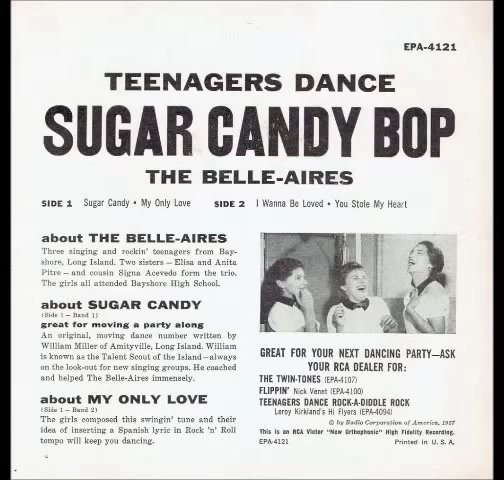 EPA-4121
TEENAGERS DANCE
SUGAR CANDY BOP
THE BELLE-AIRES
SIDE 1 Sugar Candy • My Only Love SIDE 2 I Wanna Be Loved • You Stole My Heart
about THE BELLE-AIRES
Three singing and rockin' teenagers from Bay-
shore, Long Island. Two sisters – Elisa and Anita
Pitre – and cousin Signa Acevedo form the trio.
The girls all attended Bayshore High School.
about SUGAR CANDY
(Side 1 – Band 1)
great for moving a party along
An original, moving dance number written by
William Miller of Amityville, Long Island. William
is known as the Talent Scout of the Island – always
on the look-out for new singing groups. He coached
and helped The Belle-Aires immensely.
about MY ONLY LOVE
(Side 1 – Band 2)
The girls composed this swingin' tune and their
idea of inserting a Spanish lyric in Rock 'n' Roll
tempo will keep you dancing.
GREAT FOR YOUR NEXT DANCING PARTY—ASK
YOUR RCA DEALER FOR:
THE TWIN-TONES (EPA-4107)
FLIPPIN' Nick Venet (EPA-4100)
TEENAGERS DANCE ROCK-A-DIDDLE ROCK
Leroy Kirkland's Hi Flyers (EPA-4094)
© by Radio Corporation of America, 1957
This is an RCA Victor "New Orthophonic" High Fidelity Recording.
EPA-4121 Printed in U. S. A.